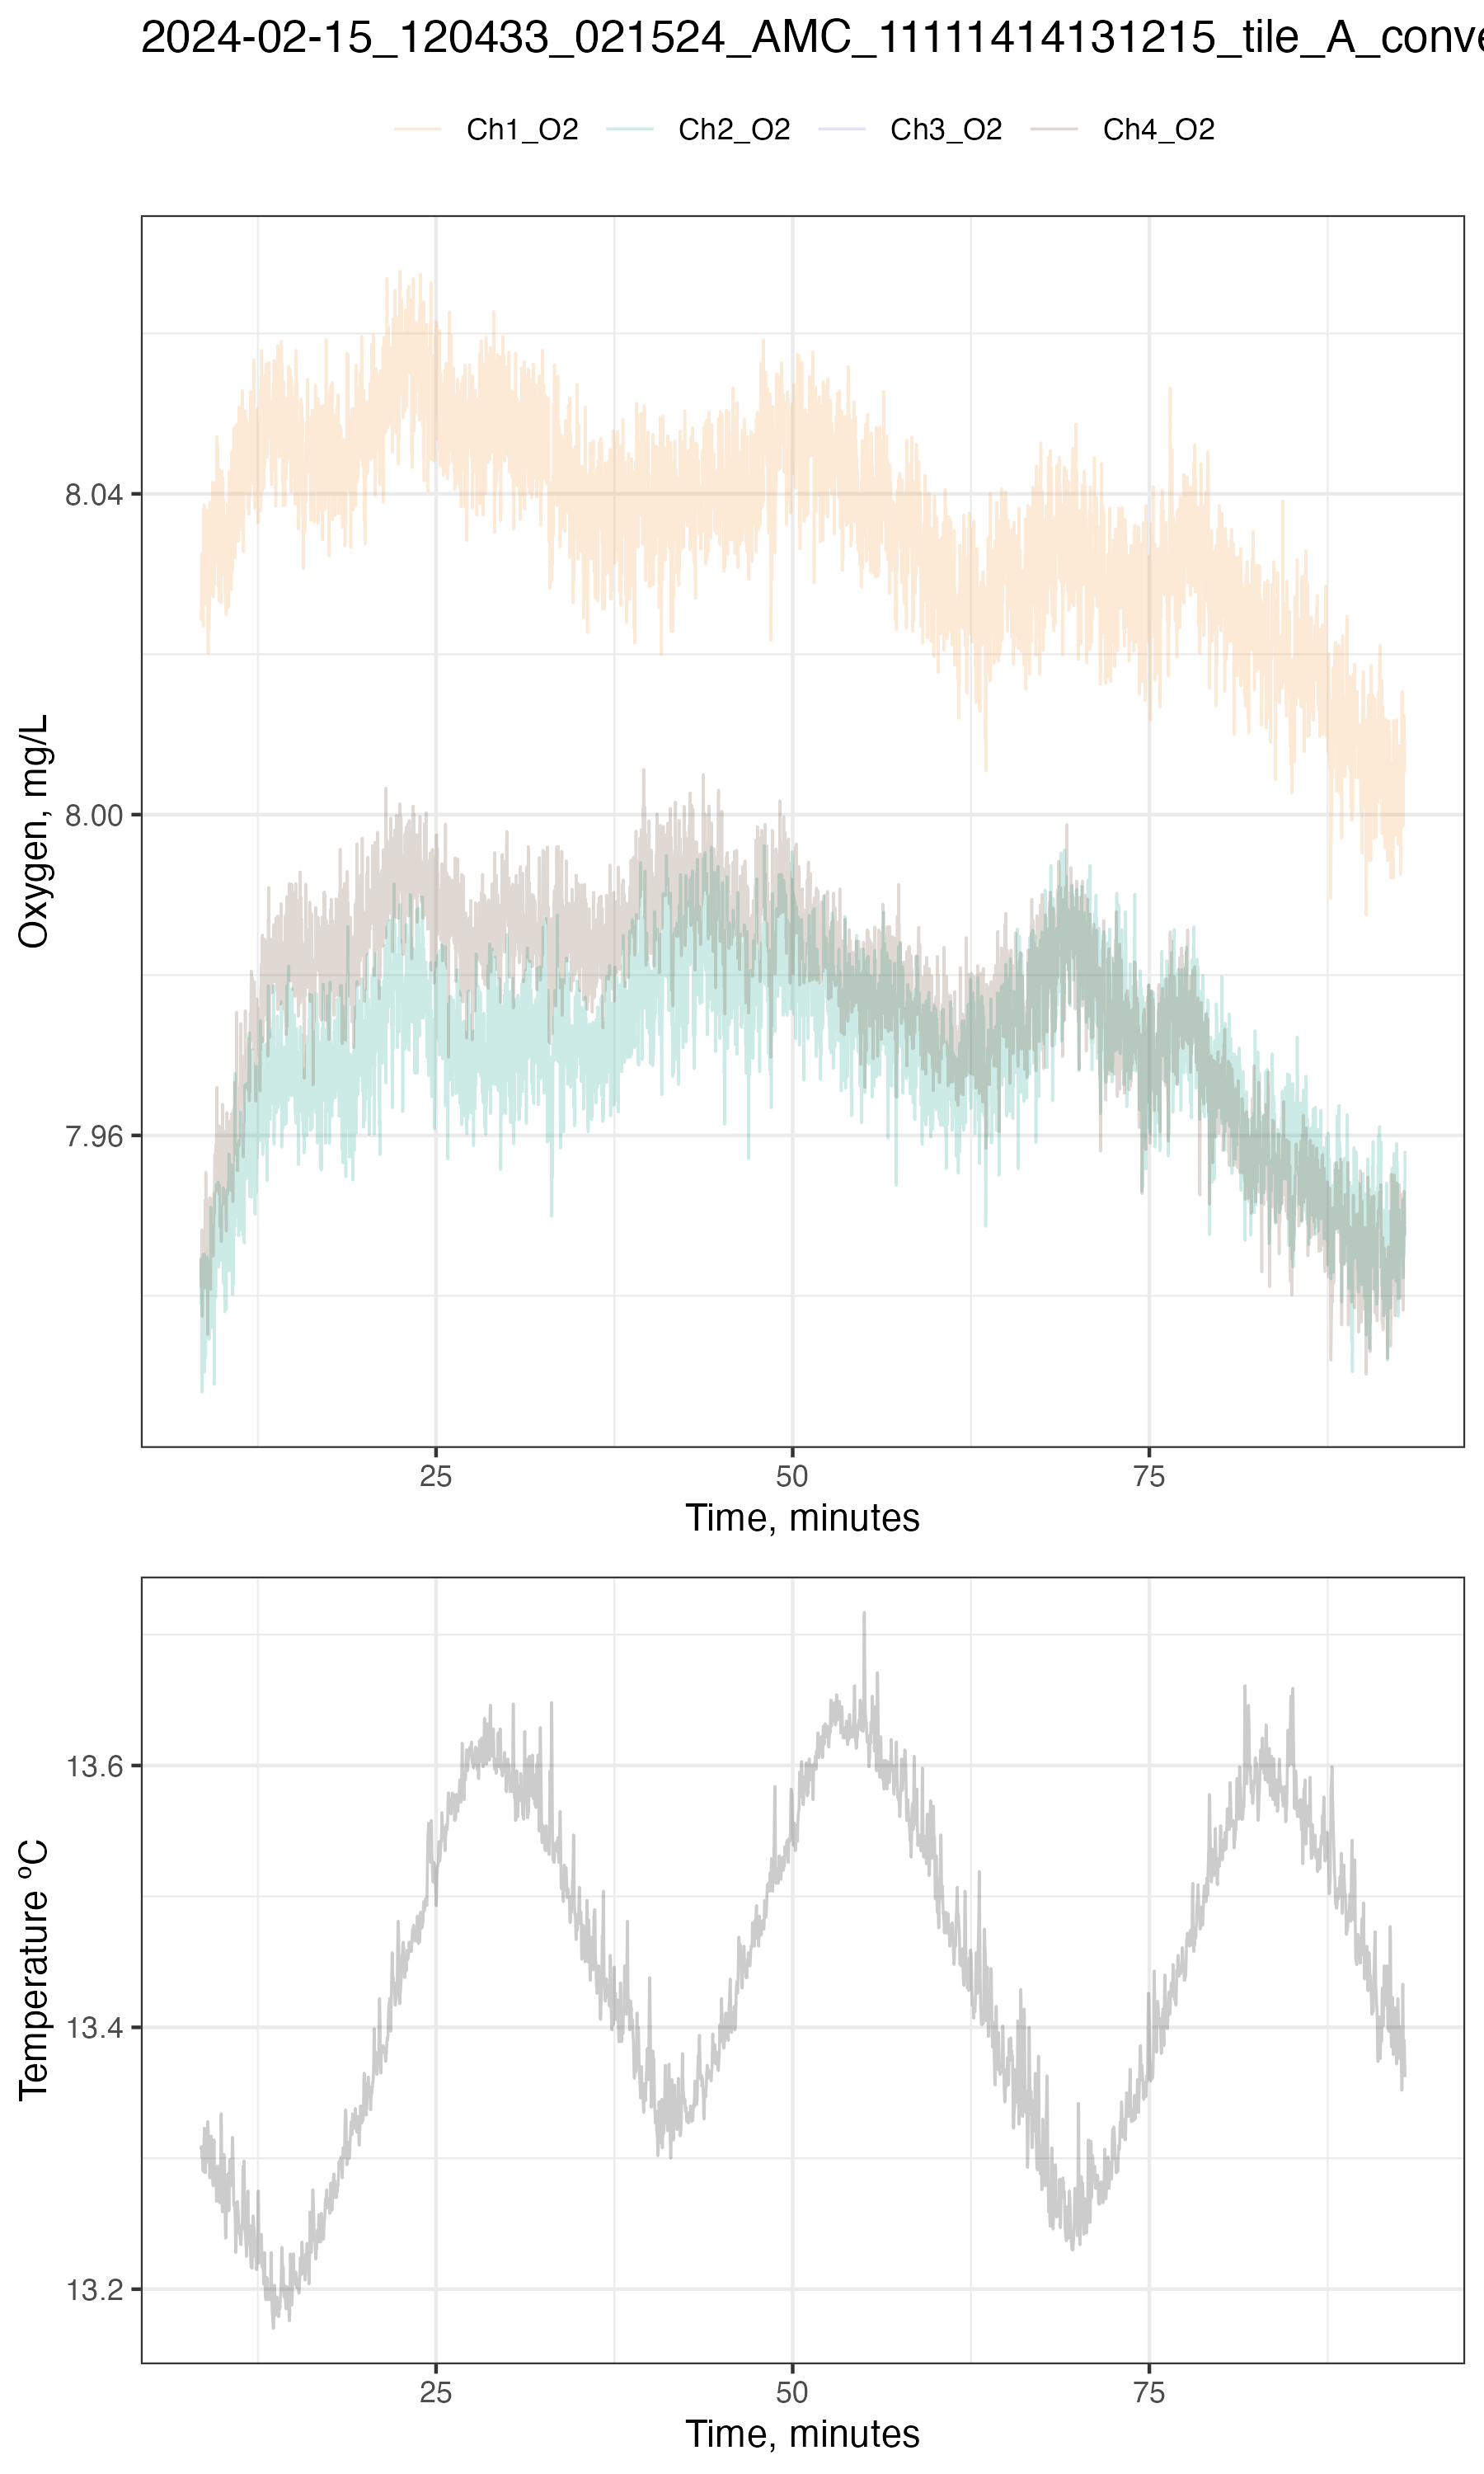 2024-02-15_120433_021524_AMC_11111414131215_tile_A_conve
Ch1_O2 Ch2_O2 Ch3_O2 Ch4_O2
Oxygen, mg/L
8.04
8.00
7.96
25 50 75
Time, minutes
Temperature ºC
13.6
13.4
13.2
25 50 75
Time, minutes